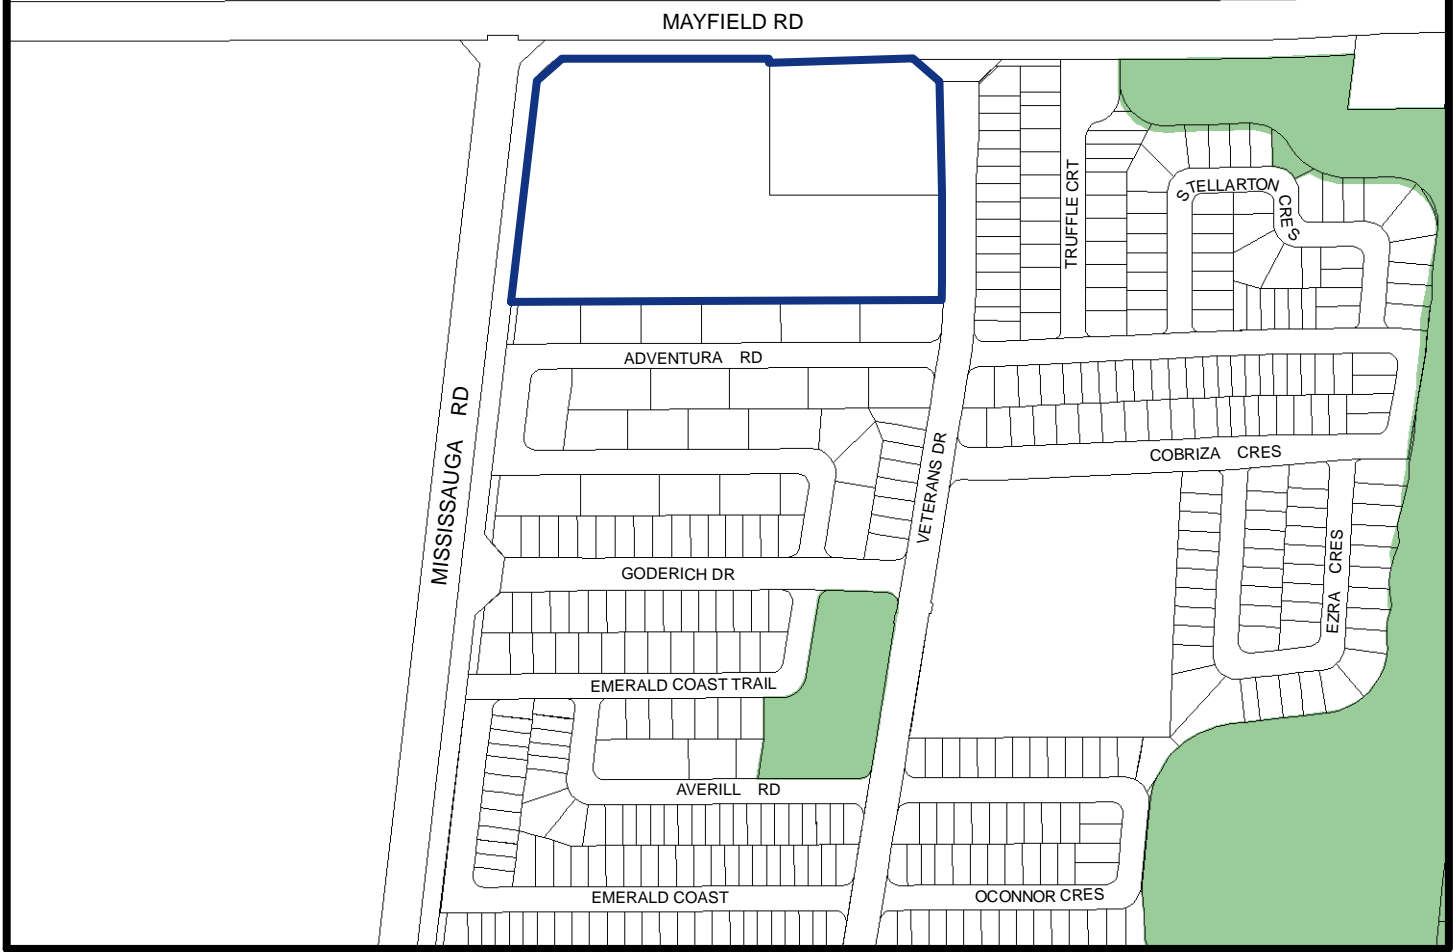 MAYFIELD RD
TRUFFLE CRT
STELLARTON
CRES
ADVENTURA RD
MISSISSAUGA RD
VETERANS DR
COBRIZA CRES
EZRA CRES
GODERICH DR
EMERALD COAST TRAIL
AVERILL RD
EMERALD COAST
OCONNOR CRES